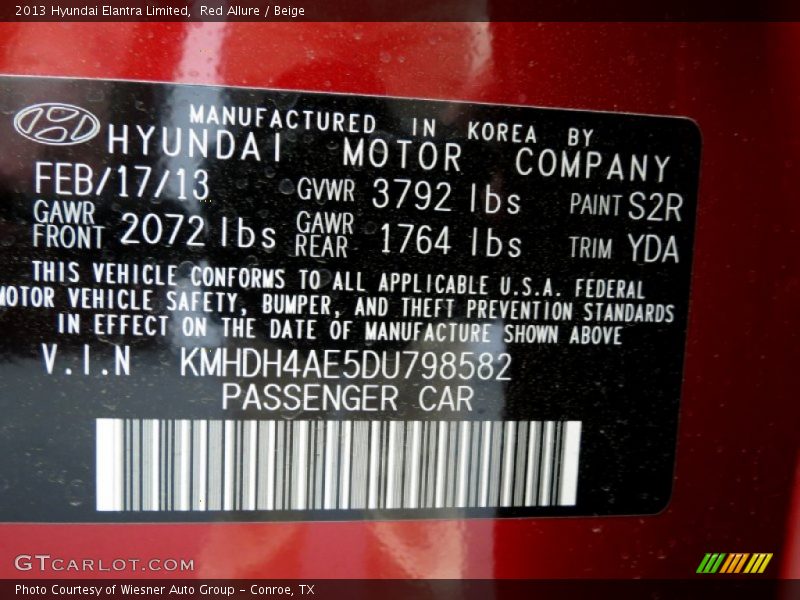 2013 Hyundai Elantra Limited,  Red Allure / Beige
MANUFACTURED IN KOREA BY
HYUNDAI MOTOR COMPANY
FEB/17/13 GVWR 3792 lbs PAINT S2R
GAWR FRONT 2072 lbs GAWR REAR 1764 lbs TRIM YDA
THIS VEHICLE CONFORMS TO ALL APPLICABLE U.S.A. FEDERAL
MOTOR VEHICLE SAFETY, BUMPER, AND THEFT PREVENTION STANDARDS
IN EFFECT ON THE DATE OF MANUFACTURE SHOWN ABOVE
V.I.N KMHDH4AE5DU798582
PASSENGER CAR
GTCARLOT.COM
Photo Courtesy of Wiesner Auto Group - Conroe, TX